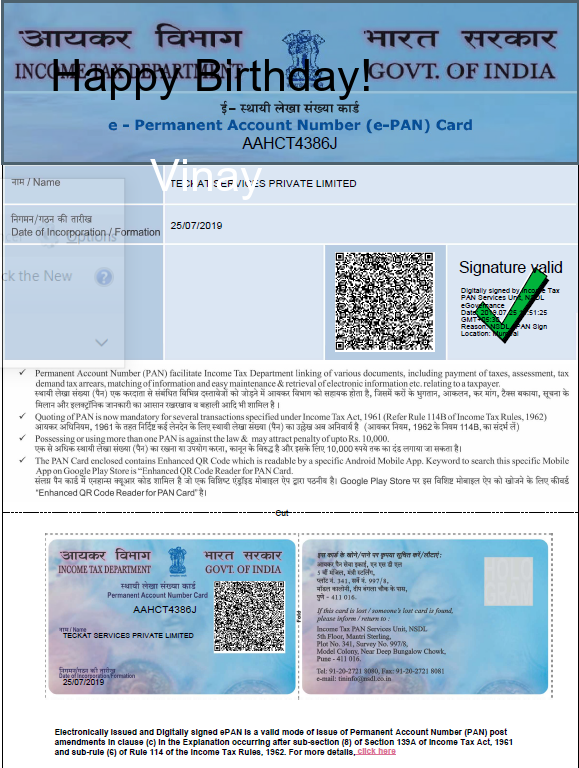 आयकर विभाग भारत सरकार
INCOME TAX DEPARTMENT GOVT. OF INDIA
Happy Birthday!
ई- स्थायी लेखा संख्या कार्ड
e - Permanent Account Number (e-PAN) Card
AAHCT4386J
Vinay
नाम / Name
TECKAT SERVICES PRIVATE LIMITED
निगमन/गठन की तारीख
Date of Incorporation / Formation
25/07/2019
Options
ck the New
?
Signature valid
Digitally signed by Income Tax
PAN Services Unit, NSDL
eGovernance
Date: 2019.07.25 17:51:25
GMT+05:30
Reason: NSDL ePAN Sign
Location: Mumbai
✓ Permanent Account Number (PAN) facilitate Income Tax Department linking of various documents, including payment of taxes, assessment, tax
demand tax arrears, matching of information and easy maintenance & retrieval of electronic information etc. relating to a taxpayer.
स्थायी लेखा संख्या (पैन) एक करदाता से संबंधित विभिन्न दस्तावेजों को जोड़ने में आयकर विभाग को सहायक होता है, जिसमें करों के भुगतान, आकलन, कर मांग, टैक्स बकाया, सूचना के
मिलान और इलक्ट्रॉनिक जानकारी का आसान रखरखाव व बहाली आदि भी शामिल है ।
✓ Quoting of PAN is now mandatory for several transactions specified under Income Tax Act, 1961 (Refer Rule 114B of Income Tax Rules, 1962)
आयकर अधिनियम, 1961 के तहत निर्दिष्ट कई लेनदेन के लिए स्थायी लेखा संख्या (पैन) का उल्लेख अब अनिवार्य है (आयकर नियम, 1962 के नियम 114B, का संदर्भ लें)
✓ Possessing or using more than one PAN is against the law & may attract penalty of upto Rs. 10,000.
एक से अधिक स्थायी लेखा संख्या (पैन) का रखना या उपयोग करना, कानून के विरुद्ध है और इसके लिए 10,000 रुपये तक का दंड लगाया जा सकता है।
✓ The PAN Card enclosed contains Enhanced QR Code which is readable by a specific Android Mobile App. Keyword to search this specific Mobile
App on Google Play Store is "Enhanced QR Code Reader for PAN Card".
संलग्न पैन कार्ड में एनहान्स क्यूआर कोड शामिल है जो एक विशिष्ट एंड्रॉइड मोबाइल ऐप द्वारा पठनीय है। Google Play Store पर इस विशिष्ट मोबाइल ऐप को खोजने के लिए कीवर्ड
"Enhanced QR Code Reader for PAN Card" है।
Cut
आयकर विभाग भारत सरकार
INCOME TAX DEPARTMENT GOVT. OF INDIA
स्थायी लेखा संख्या कार्ड
Permanent Account Number Card
AAHCT4386J
नाम / Name
TECKAT SERVICES PRIVATE LIMITED
निगमन/गठन की तारीख
Date of Incorporation/Formation
25/07/2019
Fold
इस कार्ड के खोने/पाने पर कृपया सूचित करें/लौटाएं:
आयकर पैन सेवा इकाई, एन एस डी एल
5 वीं मंजिल, मंत्री स्टर्लिंग,
प्लॉट नं. 341, सर्वे नं. 997/8,
मॉडल कालोनी, दीप बंगला चौक के पास,
पुणे - 411 016.
If this card is lost / someone's lost card is found,
please inform / return to :
Income Tax PAN Services Unit, NSDL
5th Floor, Mantri Sterling,
Plot No. 341, Survey No. 997/8,
Model Colony, Near Deep Bungalow Chowk,
Pune - 411 016.
Tel: 91-20-2721 8080, Fax: 91-20-2721 8081
e-mail: tininfo@nsdl.co.in
Electronically issued and Digitally signed ePAN is a valid mode of issue of Permanent Account Number (PAN) post
amendments in clause (c) in the Explanation occurring after sub-section (8) of Section 139A of Income Tax Act, 1961
and sub-rule (6) of Rule 114 of the Income Tax Rules, 1962. For more details, click here